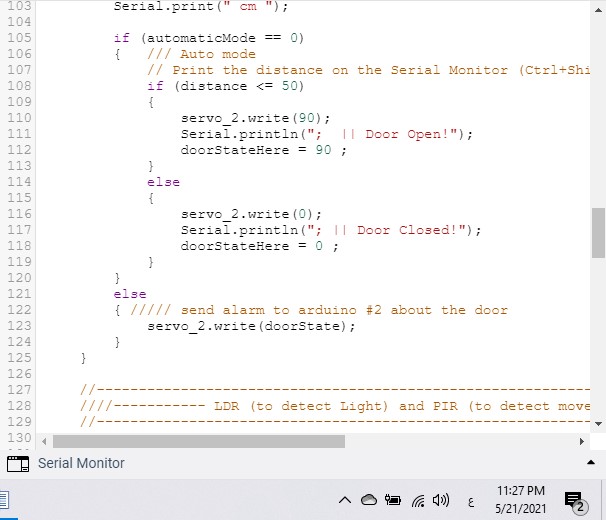 103 Serial.print(" cm ");
104
105 if (automaticMode == 0)
106 { /// Auto mode
107 // Print the distance on the Serial Monitor (Ctrl+Shi
108 if (distance <= 50)
109 {
110 servo_2.write(90);
111 Serial.println("; || Door Open!");
112 doorStateHere = 90 ;
113 }
114 else
115 {
116 servo_2.write(0);
117 Serial.println("; || Door Closed!");
118 doorStateHere = 0 ;
119 }
120 }
121 else
122 { ///// send alarm to arduino #2 about the door
123 servo_2.write(doorState);
124 }
125 }
126
127 //-----------------------------------------------------------
128 ////----------- LDR (to detect Light) and PIR (to detect move
129 //-----------------------------------------------------------
130
Serial Monitor
ع
11:27 PM
5/21/2021
2